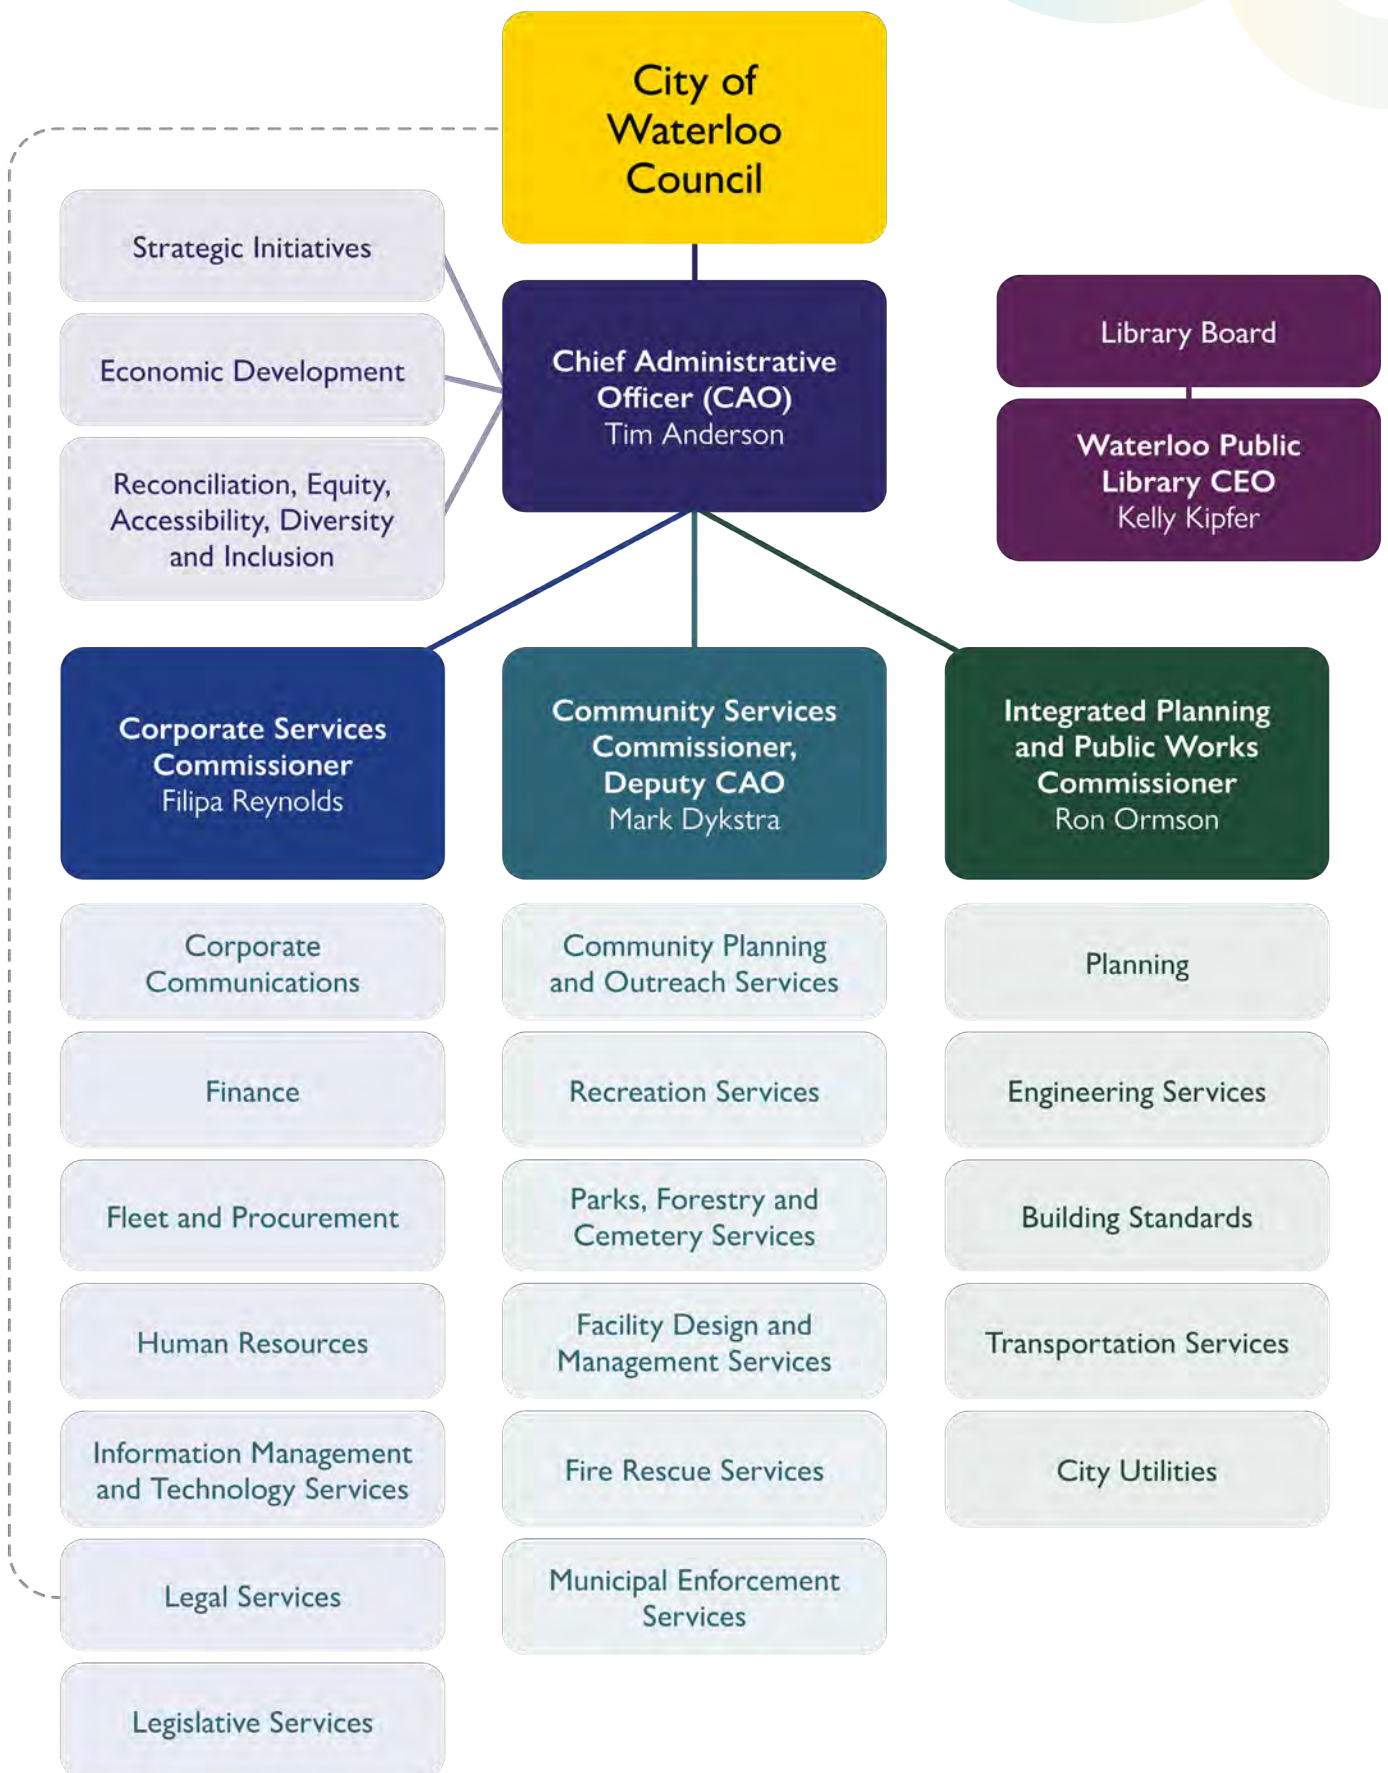 City of
Waterloo
Council
Strategic Initiatives
Economic Development
Reconciliation, Equity,
Accessibility, Diversity
and Inclusion
Chief Administrative
Officer (CAO)
Tim Anderson
Library Board
Waterloo Public
Library CEO
Kelly Kipfer
Corporate Services
Commissioner
Filipa Reynolds
Community Services
Commissioner,
Deputy CAO
Mark Dykstra
Integrated Planning
and Public Works
Commissioner
Ron Ormson
Corporate
Communications
Finance
Fleet and Procurement
Human Resources
Information Management
and Technology Services
Legal Services
Legislative Services
Community Planning
and Outreach Services
Recreation Services
Parks, Forestry and
Cemetery Services
Facility Design and
Management Services
Fire Rescue Services
Municipal Enforcement
Services
Planning
Engineering Services
Building Standards
Transportation Services
City Utilities